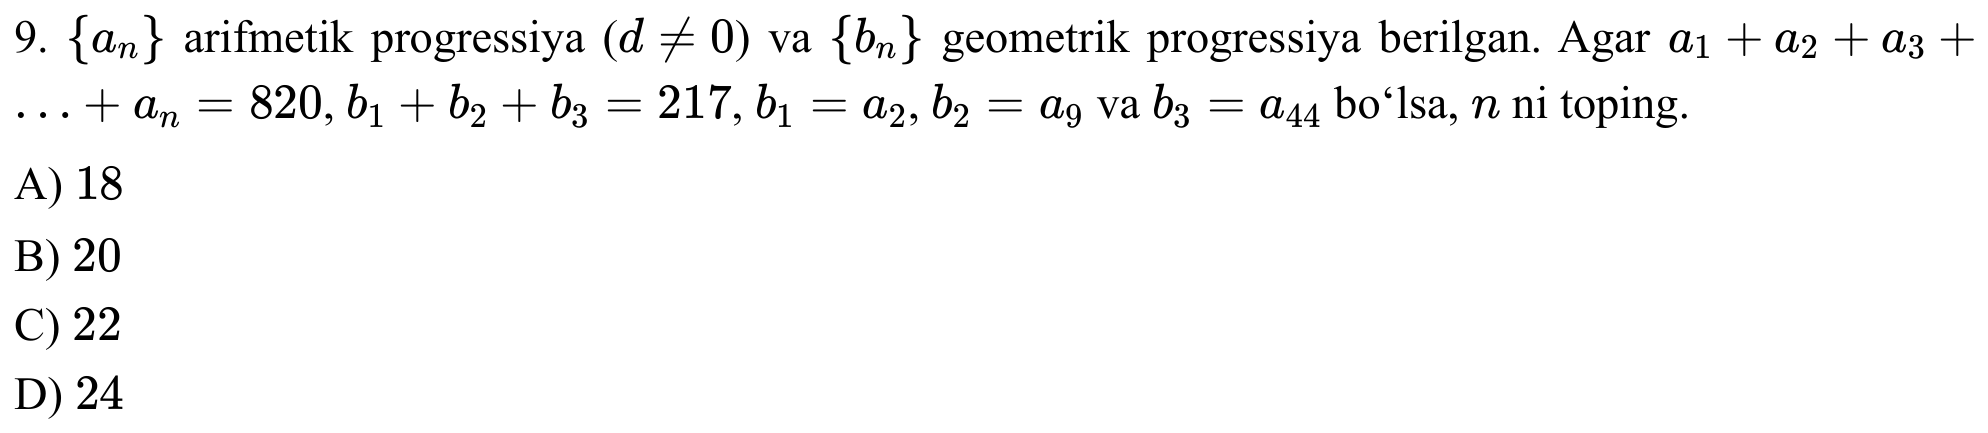 9. {aₙ} arifmetik progressiya (d ≠ 0) va {bₙ} geometrik progressiya berilgan. Agar a₁ + a₂ + a₃ +
... + aₙ = 820, b₁ + b₂ + b₃ = 217, b₁ = a₂, b₂ = a₉ va b₃ = a₄₄ bo‘lsa, n ni toping.
A) 18
B) 20
C) 22
D) 24